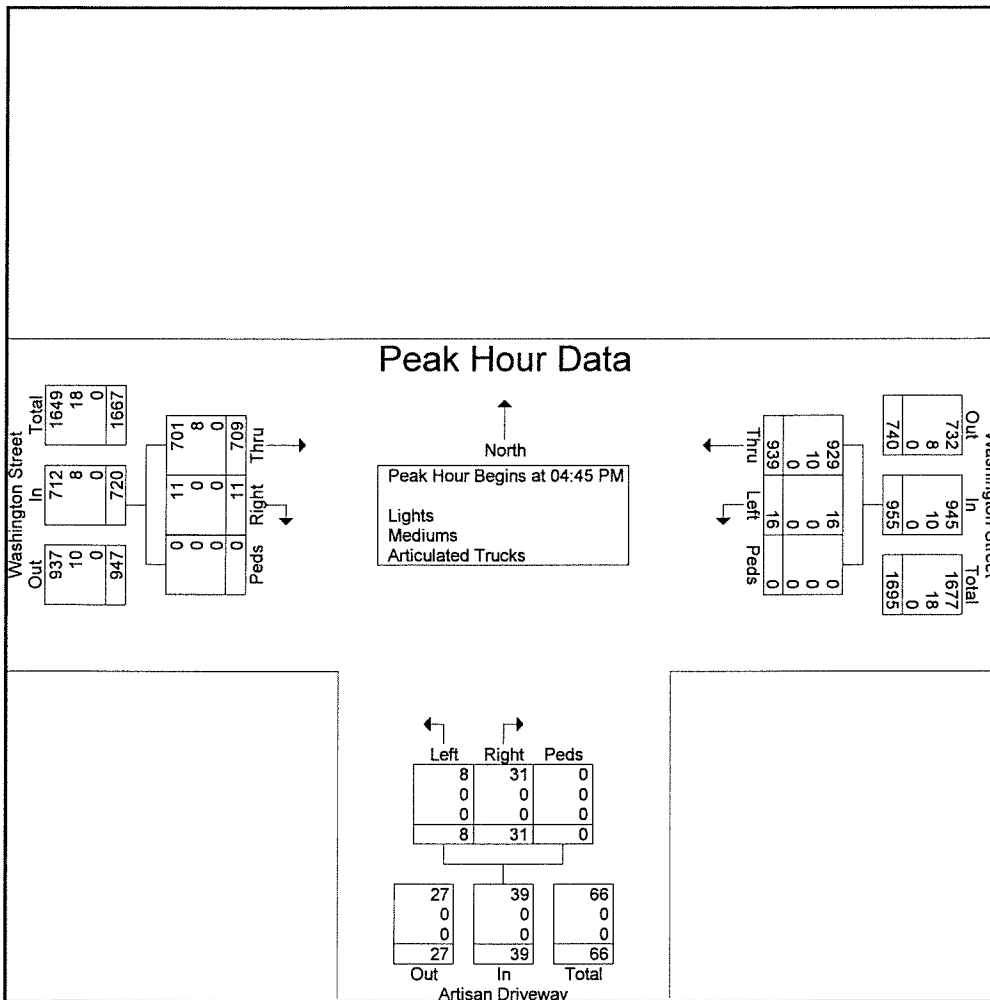 Peak Hour Data
North
Peak Hour Begins at 04:45 PM
Lights
Mediums
Articulated Trucks
Washington Street
Total
1649
18
0
1667
In
712
8
0
720
Out
937
10
0
947
Thru
701
8
0
709
Right
11
0
0
11
Peds
0
0
0
0
Washington Street
Out
732
8
0
740
In
945
10
0
955
Total
1677
18
0
1695
Thru
929
10
0
939
Left
16
0
0
16
Peds
0
0
0
0
Left Right Peds
8 31 0
0 0 0
0 0 0
8 31 0
27 39 66
0 0 0
0 0 0
27 39 66
Out In Total
Artisan Driveway